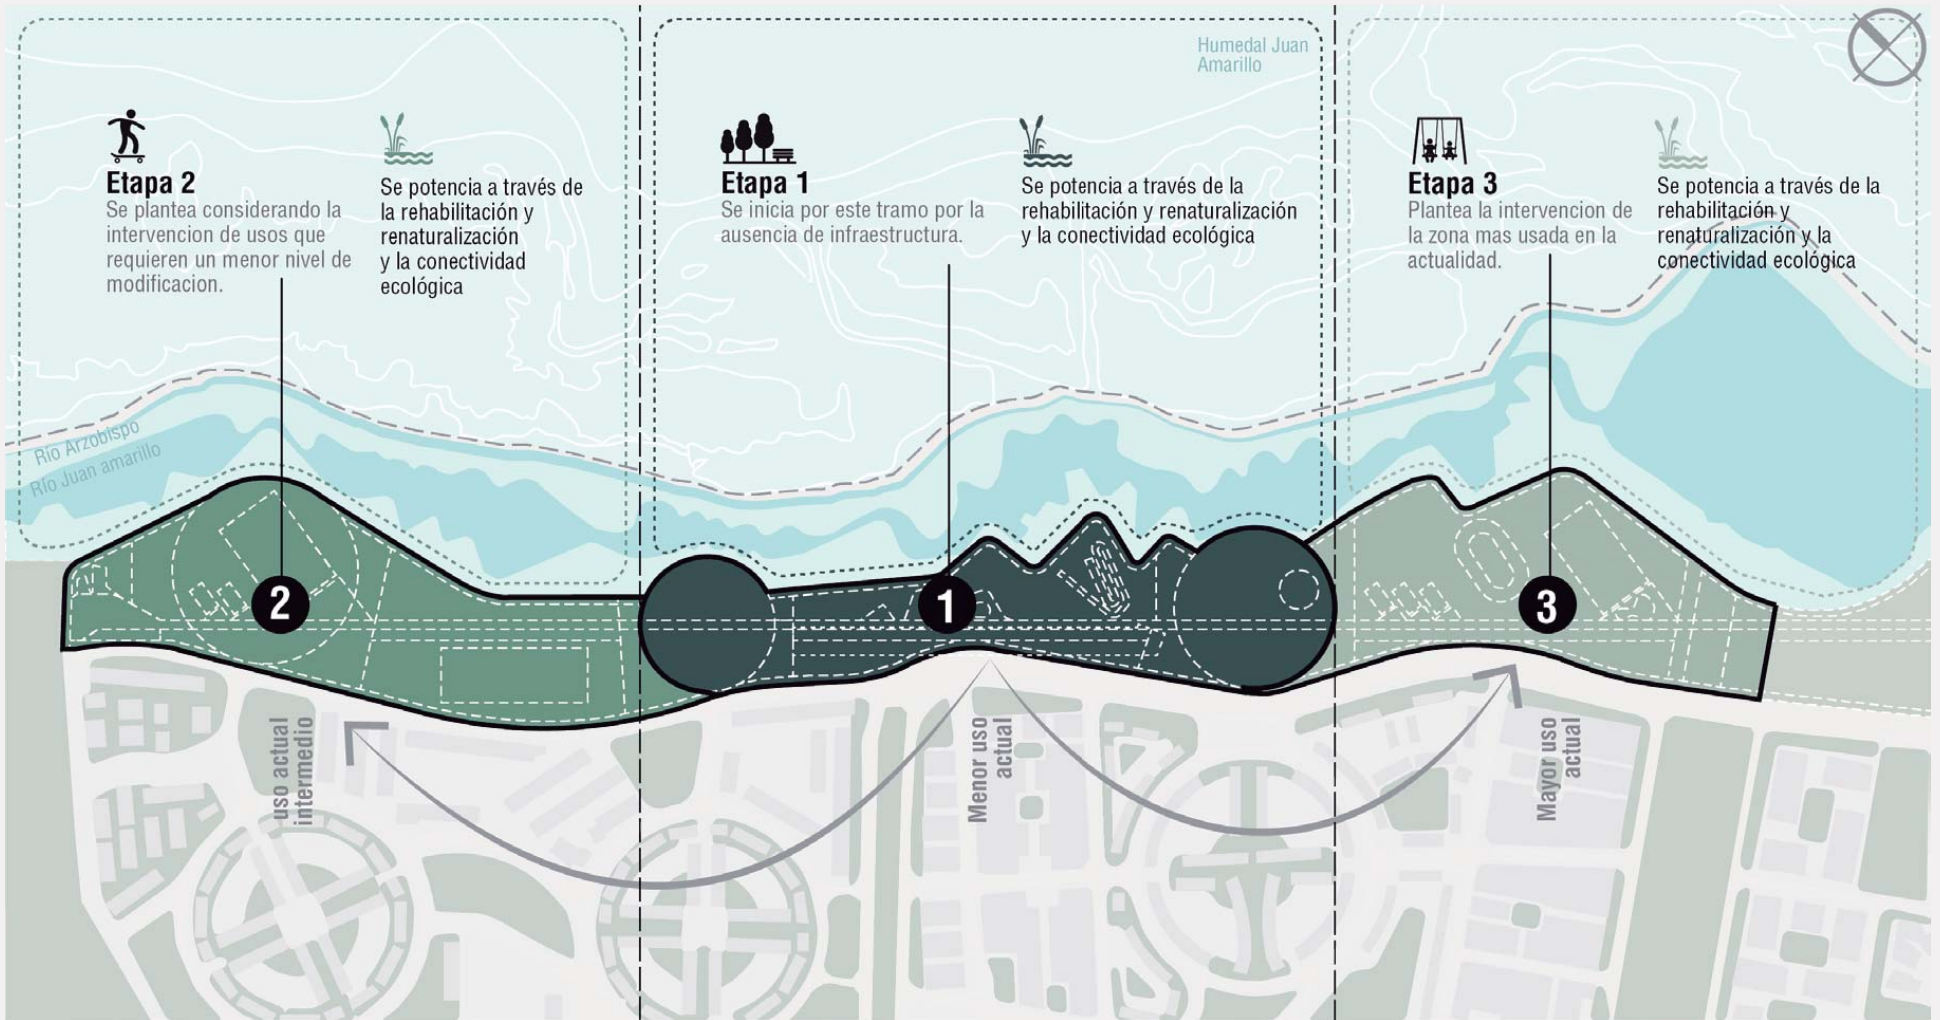 Humedal Juan
Amarillo
Etapa 2
Se plantea considerando la
intervencion de usos que
requieren un menor nivel de
modificacion.
Se potencia a través de
la rehabilitación y
renaturalización
y la conectividad
ecológica
Etapa 1
Se inicia por este tramo por la
ausencia de infraestructura.
Se potencia a través de la
rehabilitación y renaturalización
y la conectividad ecológica
Etapa 3
Plantea la intervencion de
la zona mas usada en la
actualidad.
Se potencia a través de la
rehabilitación y
renaturalización y la
conectividad ecológica
Río Arzobispo
Río Juan amarillo
2
1
3
uso actual
intermedio
Menor uso
actual
Mayor uso
actual